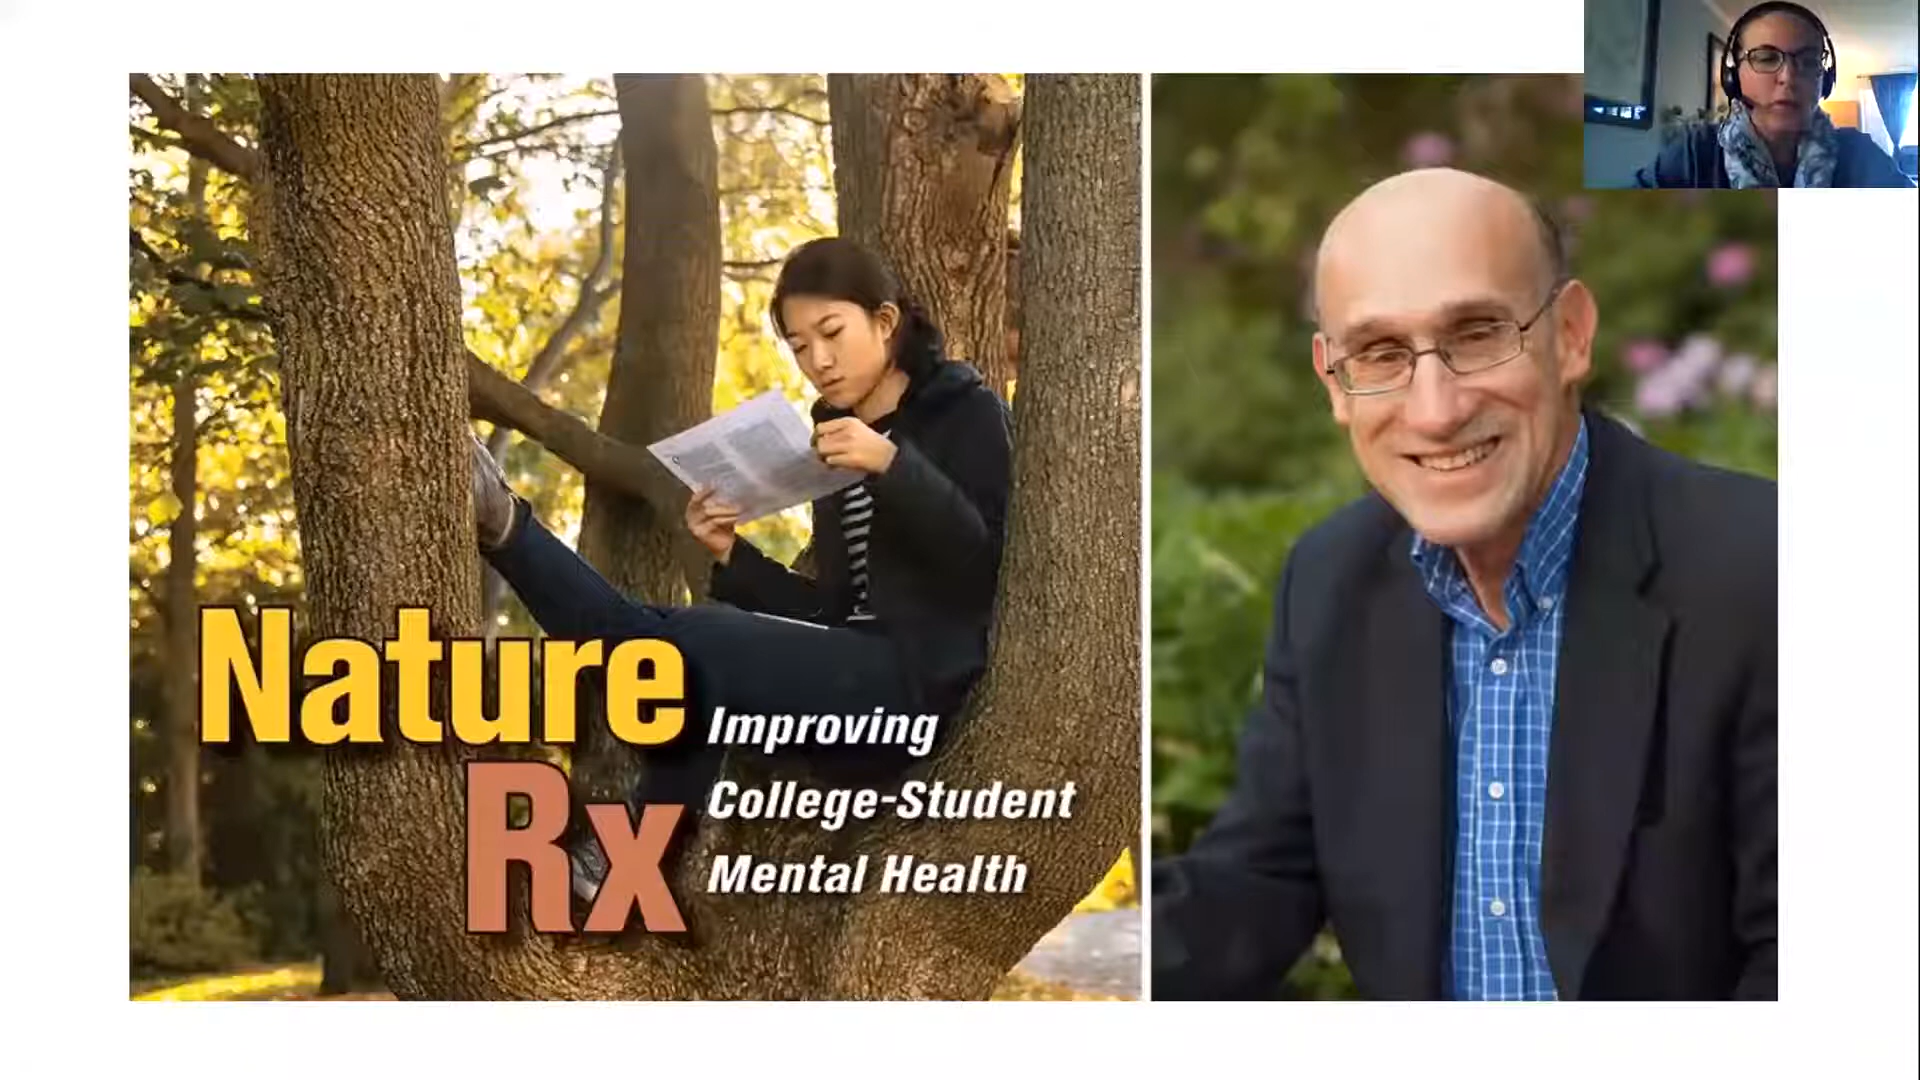 Nature
Rx
Improving
College-Student
Mental Health